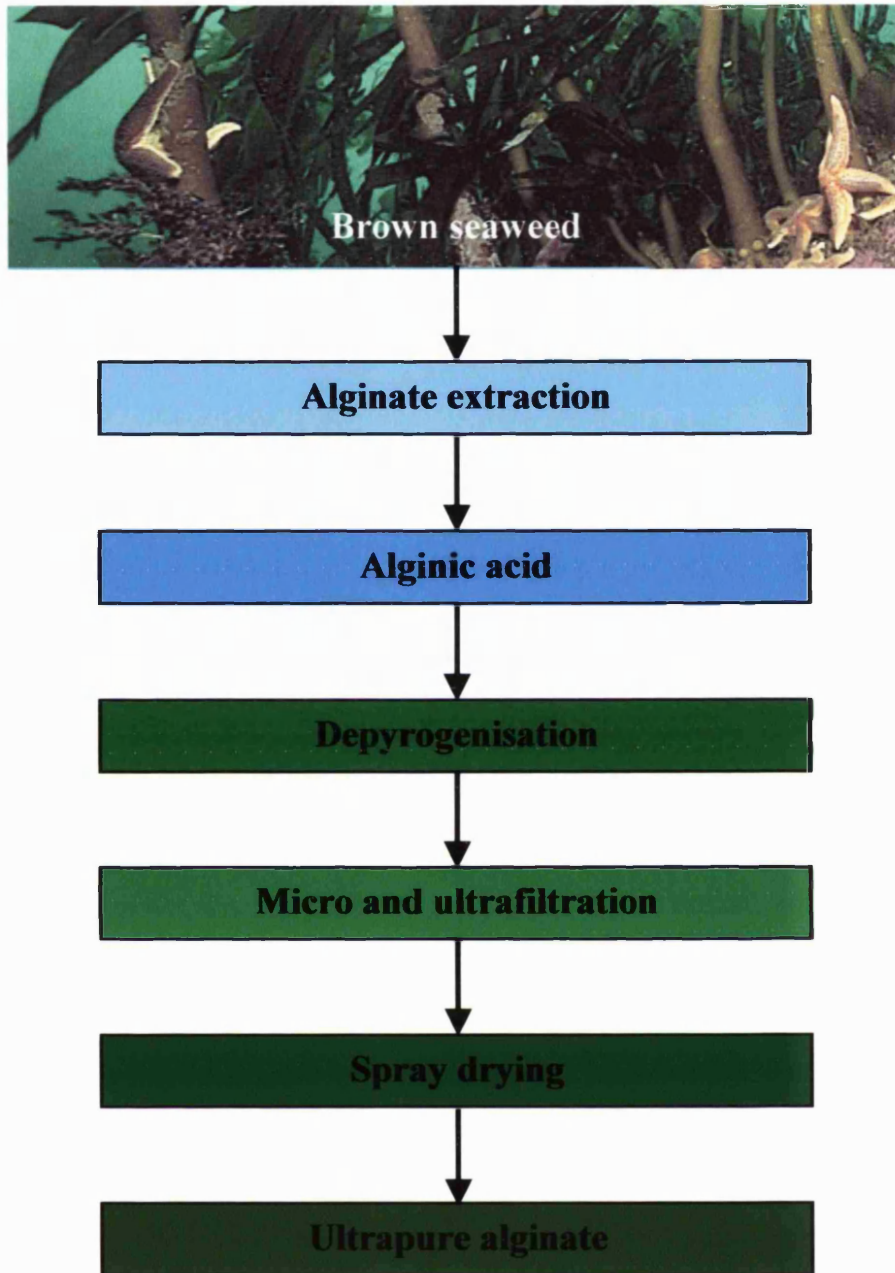 Brown seaweed
Alginate extraction
Alginic acid
Depyrogenisation
Micro and ultrafiltration
Spray drying
Ultrapure alginate